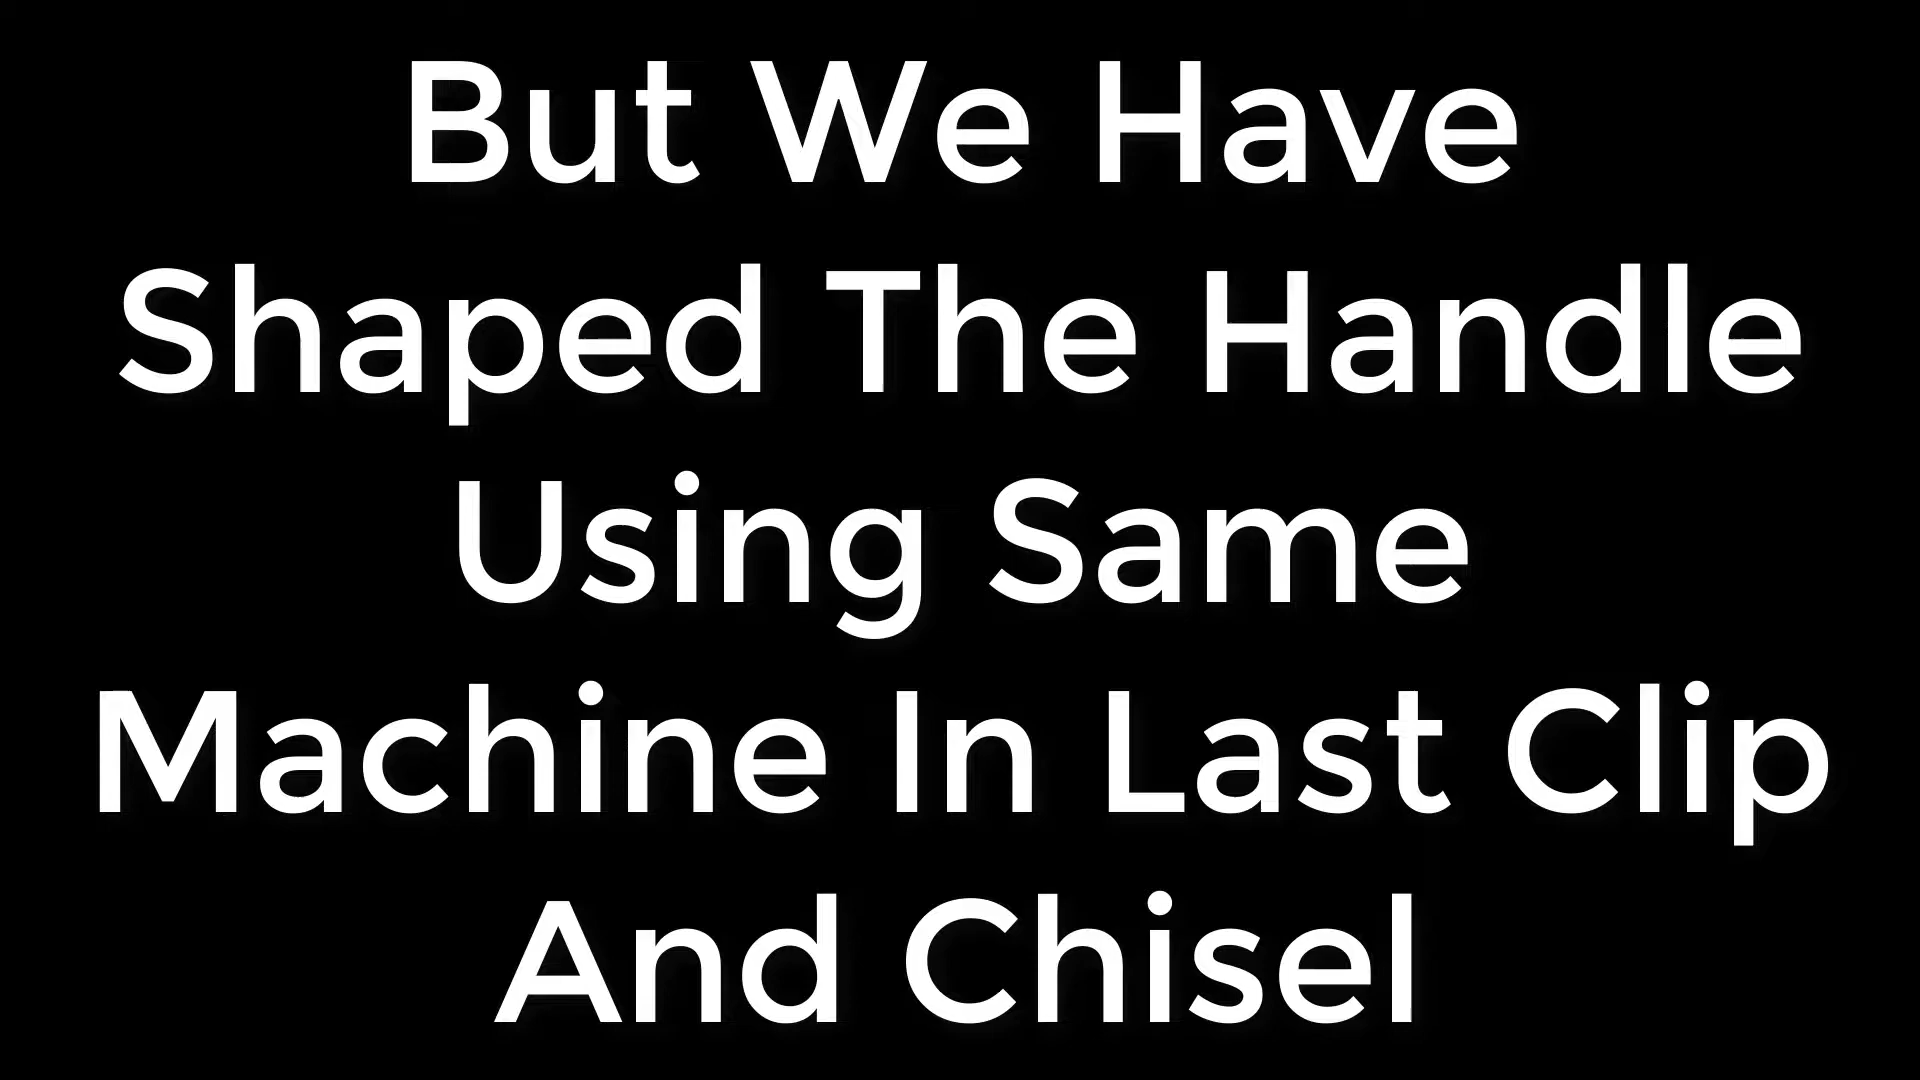 But We Have
Shaped The Handle
Using Same
Machine In Last Clip
And Chisel